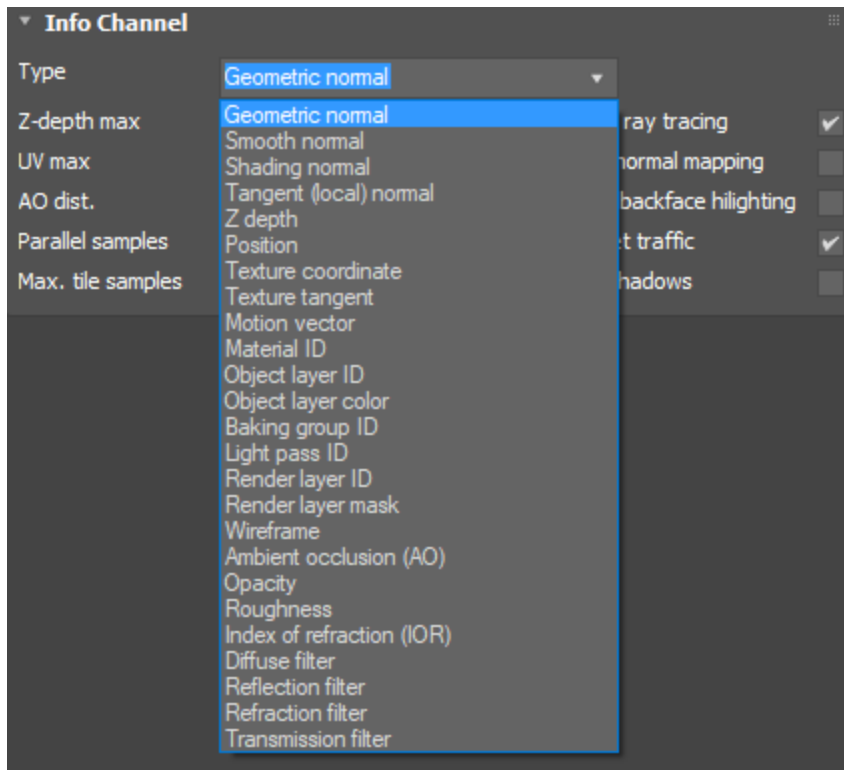 Info Channel
Type
Geometric normal
Z-depth max
UV max
AO dist.
Parallel samples
Max. tile samples
Geometric normal
Smooth normal
Shading normal
Tangent (local) normal
Z depth
Position
Texture coordinate
Texture tangent
Motion vector
Material ID
Object layer ID
Object layer color
Baking group ID
Light pass ID
Render layer ID
Render layer mask
Wireframe
Ambient occlusion (AO)
Opacity
Roughness
Index of refraction (IOR)
Diffuse filter
Reflection filter
Refraction filter
Transmission filter
ray tracing
normal mapping
backface hilighting
traffic